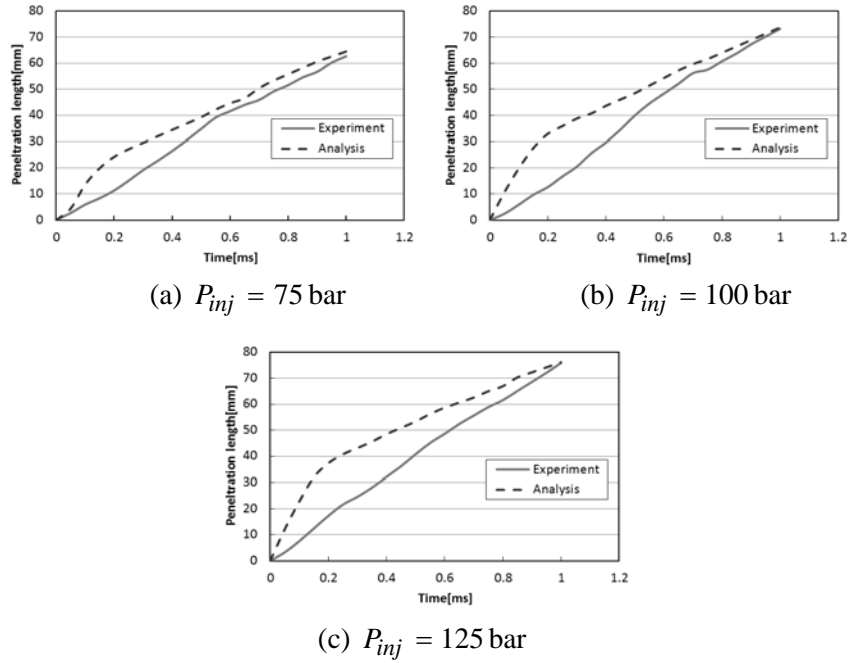 80
70
60
50
40
30
20
10
0
Peneltration length[mm]
Experiment
Analysis
0 0.2 0.4 0.6 0.8 1 1.2
Time[ms]
(a) P_inj = 75 bar
80
70
60
50
40
30
20
10
0
Peneltration length[mm]
Experiment
Analysis
0 0.2 0.4 0.6 0.8 1 1.2
Time[ms]
(b) P_inj = 100 bar
80
70
60
50
40
30
20
10
0
Peneltration length[mm]
Experiment
Analysis
0 0.2 0.4 0.6 0.8 1 1.2
Time[ms]
(c) P_inj = 125 bar